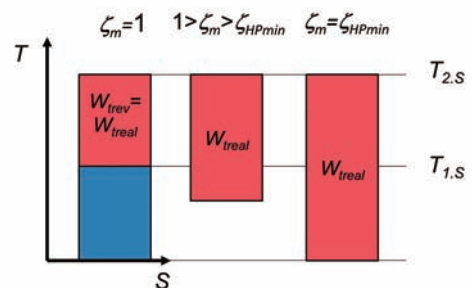 ζm=1 1>ζm>ζHPmin ζm=ζHPmin
T
T2.S
Wtrev=
Wtreal
Wtreal
Wtreal
T1.S
S